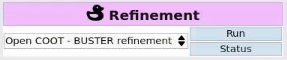 Refinement
Open COOT - BUSTER refinement
Run
Status